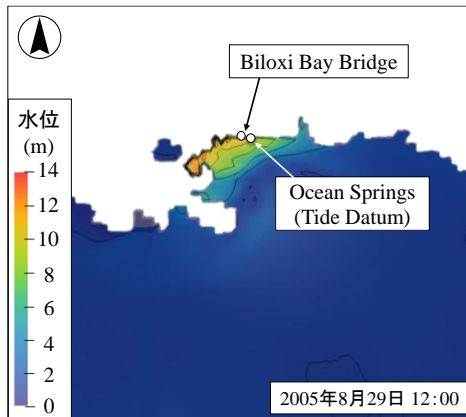 Biloxi Bay Bridge
水位
(m)
14
12
10
8
6
4
2
0
Ocean Springs
(Tide Datum)
2005年8月29日 12:00